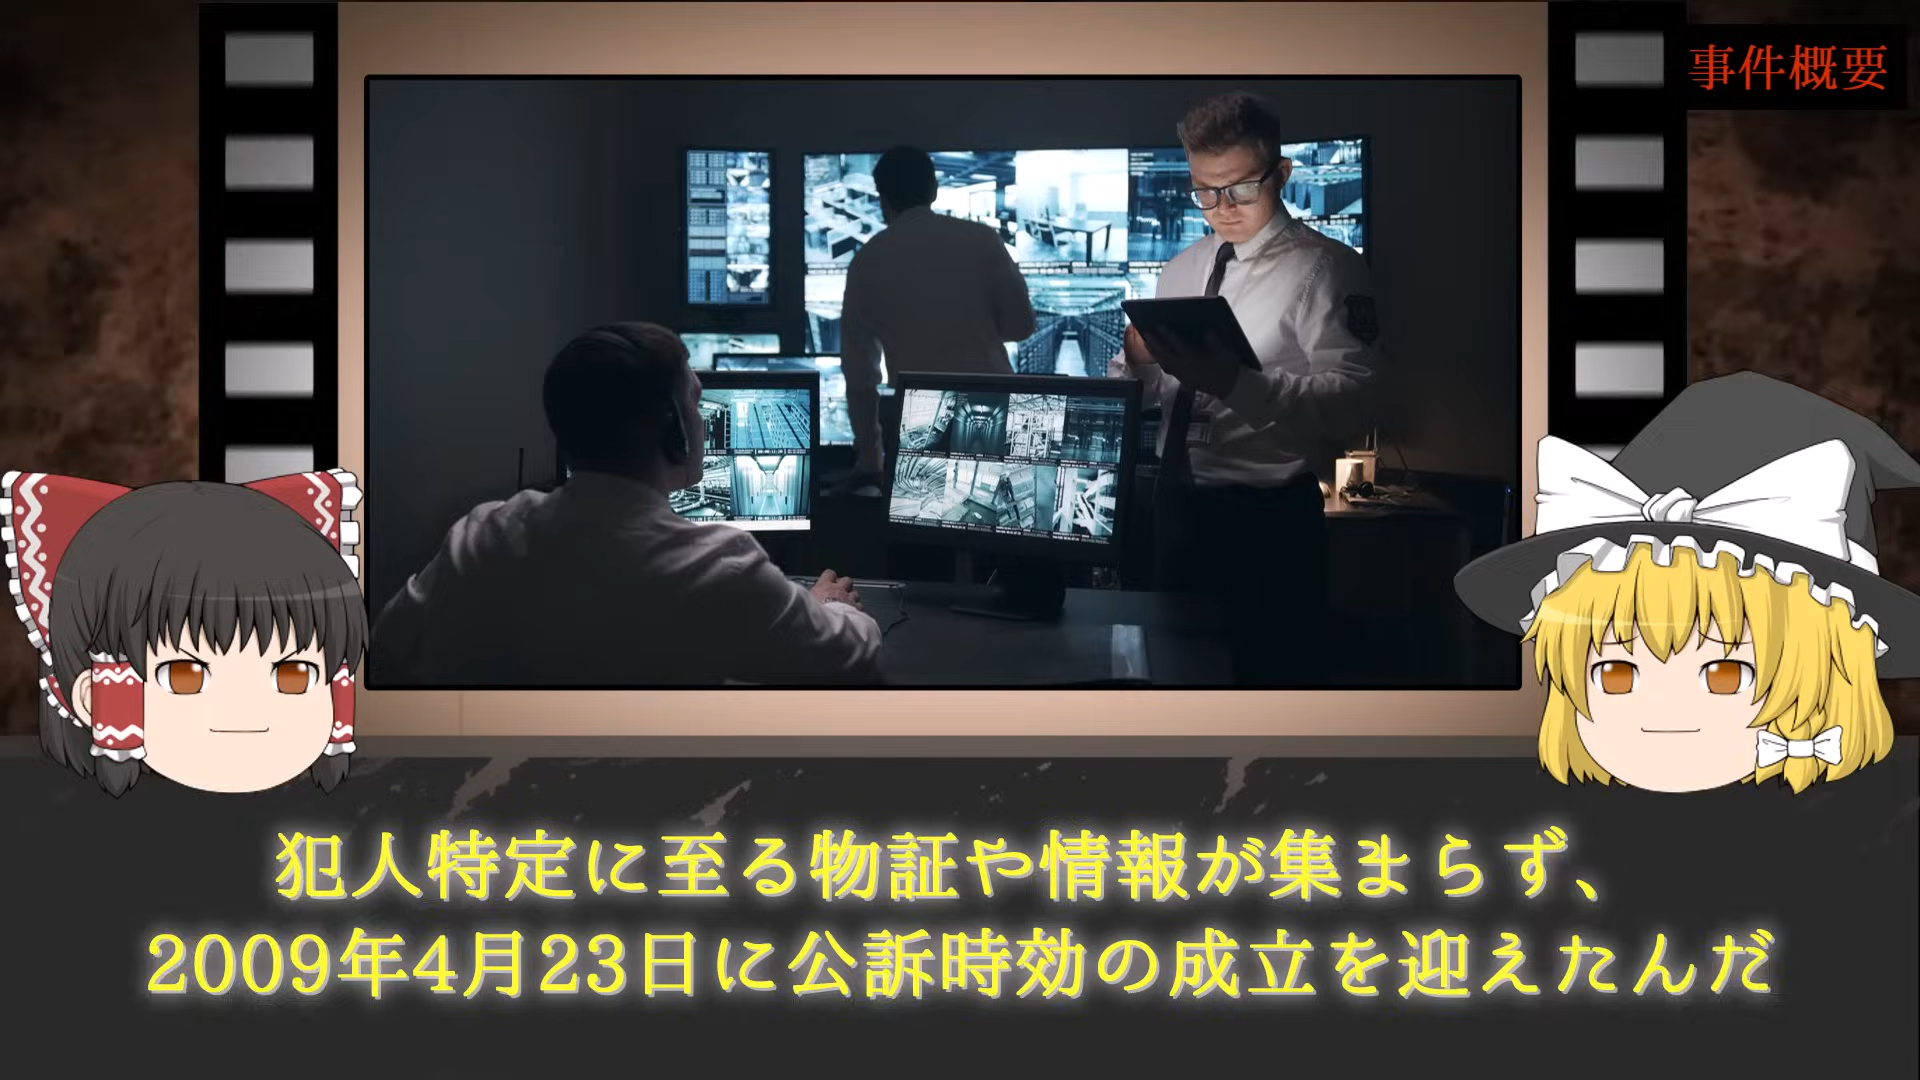 事件概要
犯人特定に至る物証や情報が集まらず、
2009年4月23日に公訴時効の成立を迎えたんだ